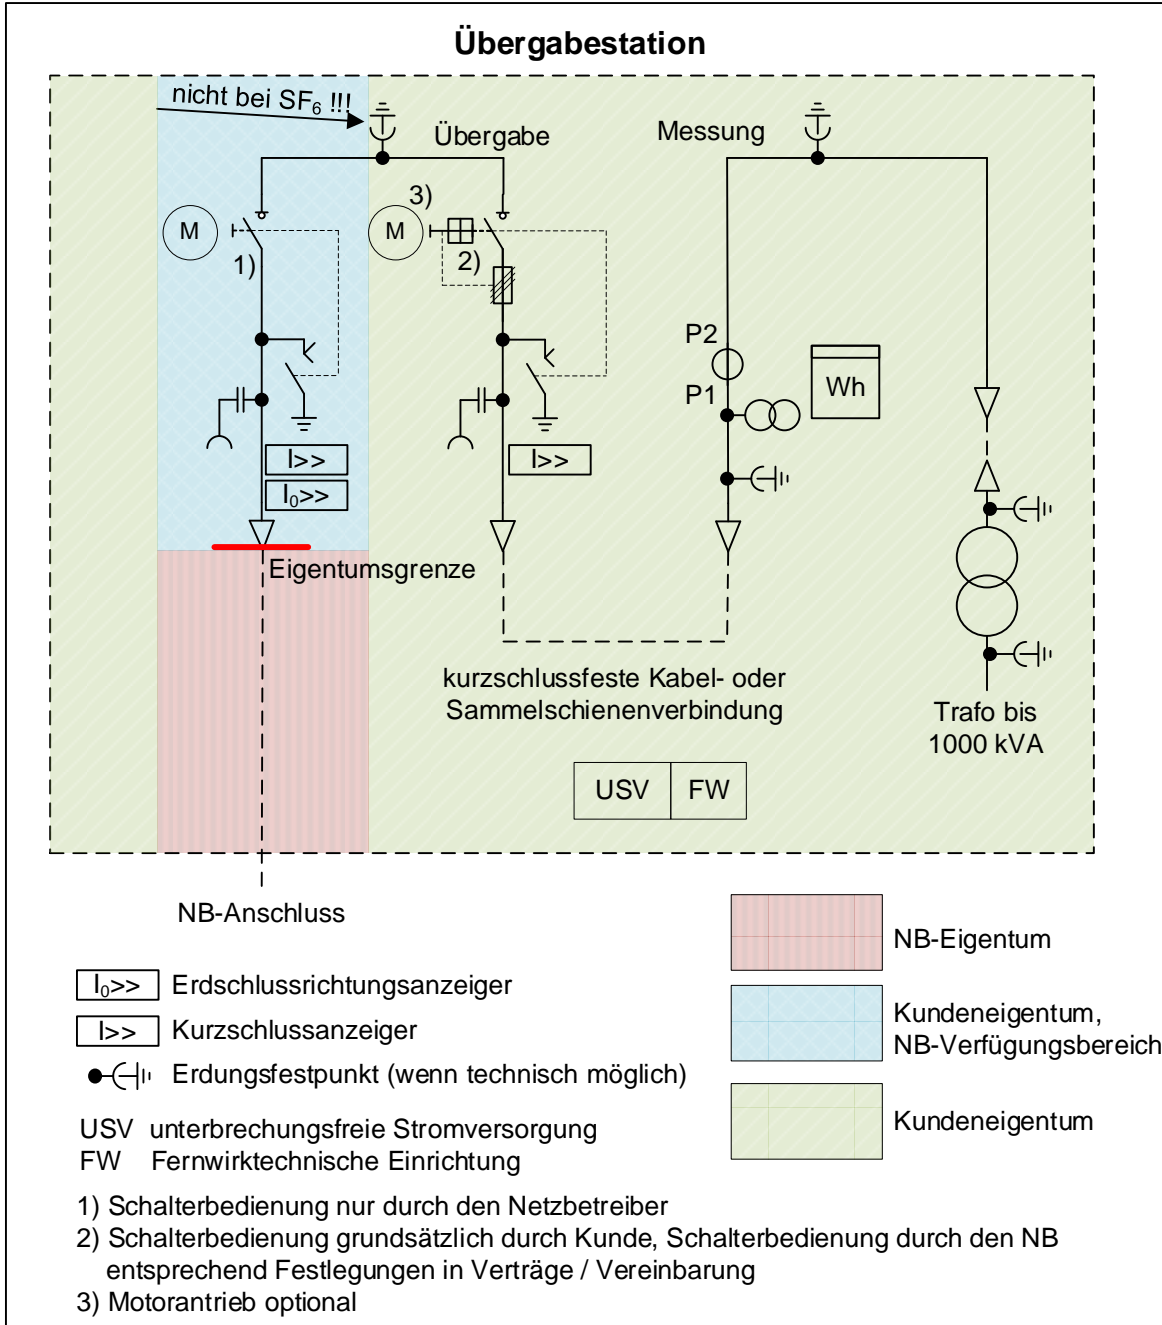 Übergabestation
nicht bei SF₆ !!!
Übergabe
Messung
3)
M
M
1)
2)
P2
P1
Wh
I>>
I>>
I₀>>
Eigentumsgrenze
kurzschlussfeste Kabel- oder
Sammelschienenverbindung
Trafo bis
1000 kVA
USV FW
NB-Anschluss
NB-Eigentum
I₀>> Erdschlussrichtungsanzeiger
I>> Kurzschlussanzeiger
Erdungsfestpunkt (wenn technisch möglich)
Kundeneigentum,
NB-Verfügungsbereich
Kundeneigentum
USV unterbrechungsfreie Stromversorgung
FW Fernwirktechnische Einrichtung
1) Schalterbedienung nur durch den Netzbetreiber
2) Schalterbedienung grundsätzlich durch Kunde, Schalterbedienung durch den NB
entsprechend Festlegungen in Verträge / Vereinbarung
3) Motorantrieb optional